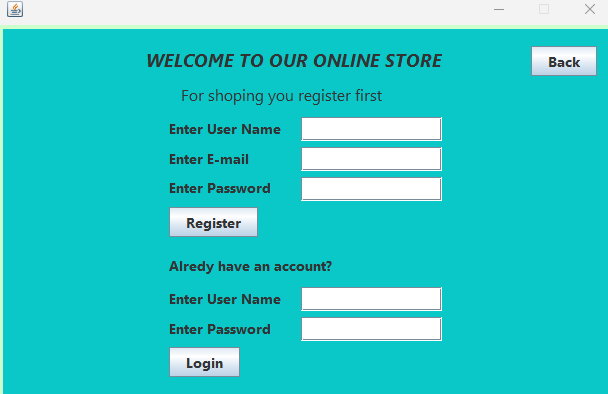 WELCOME TO OUR ONLINE STORE
Back
For shoping you register first
Enter User Name
Enter E-mail
Enter Password
Register
Alredy have an account?
Enter User Name
Enter Password
Login